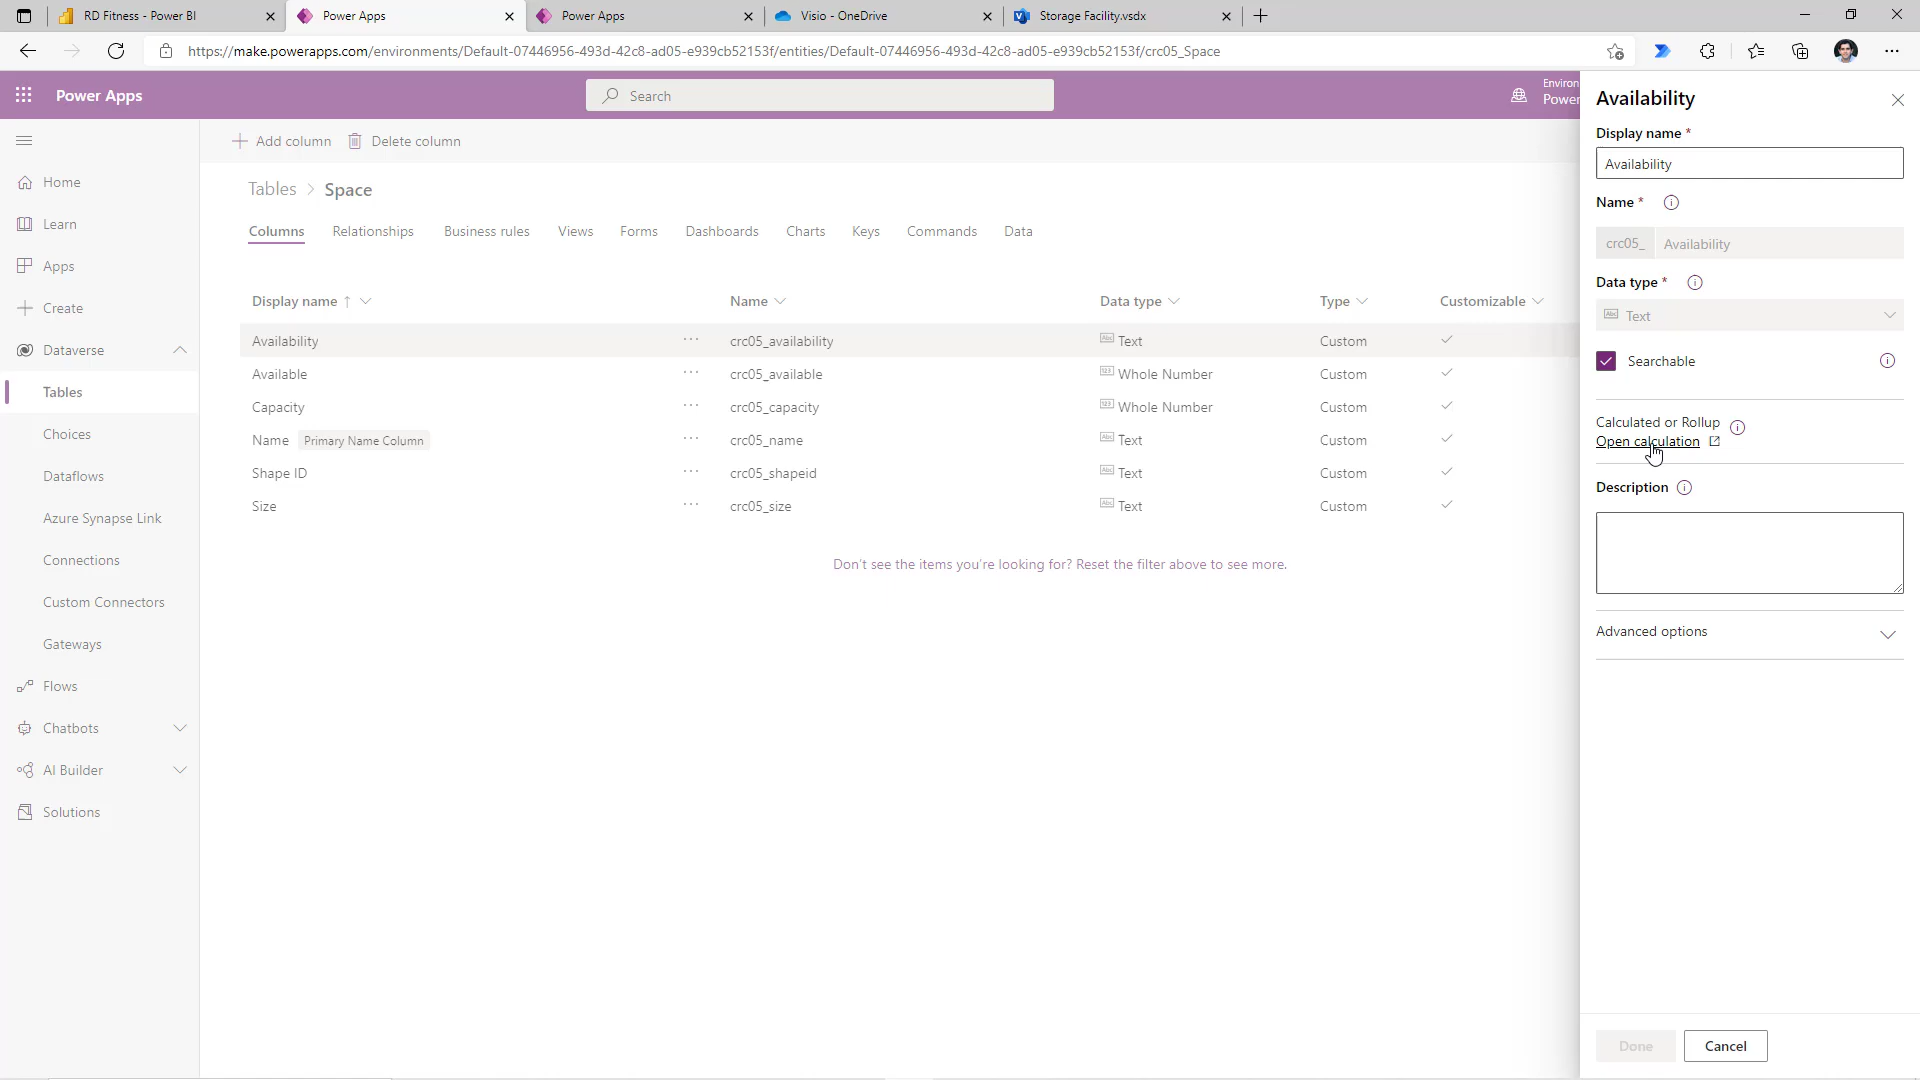 RD Fitness - Power BI
Power Apps
Power Apps
Visio - OneDrive
Storage Facility.vsdx
https://make.powerapps.com/environments/Default-07446956-493d-42c8-ad05-e939cb52153f/entities/Default-07446956-493d-42c8-ad05-e939cb52153f/crc05_Space
Power Apps
Search
Environ
Power
Home
Learn
Apps
Create
Dataverse
Tables
Choices
Dataflows
Azure Synapse Link
Connections
Custom Connectors
Gateways
Flows
Chatbots
AI Builder
Solutions
Add column Delete column
Tables > Space
Columns Relationships Business rules Views Forms Dashboards Charts Keys Commands Data
Display name ↑ Name Data type Type Customizable
Availability ··· crc05_availability Abc Text Custom
Available ··· crc05_available 123 Whole Number Custom
Capacity ··· crc05_capacity 123 Whole Number Custom
Name Primary Name Column ··· crc05_name Abc Text Custom
Shape ID ··· crc05_shapeid Abc Text Custom
Size ··· crc05_size Abc Text Custom
Don't see the items you're looking for? Reset the filter above to see more.
Availability
Display name *
Availability
Name *
crc05_ Availability
Data type *
Abc Text
Searchable
Calculated or Rollup
Open calculation
Description
Advanced options
Done Cancel